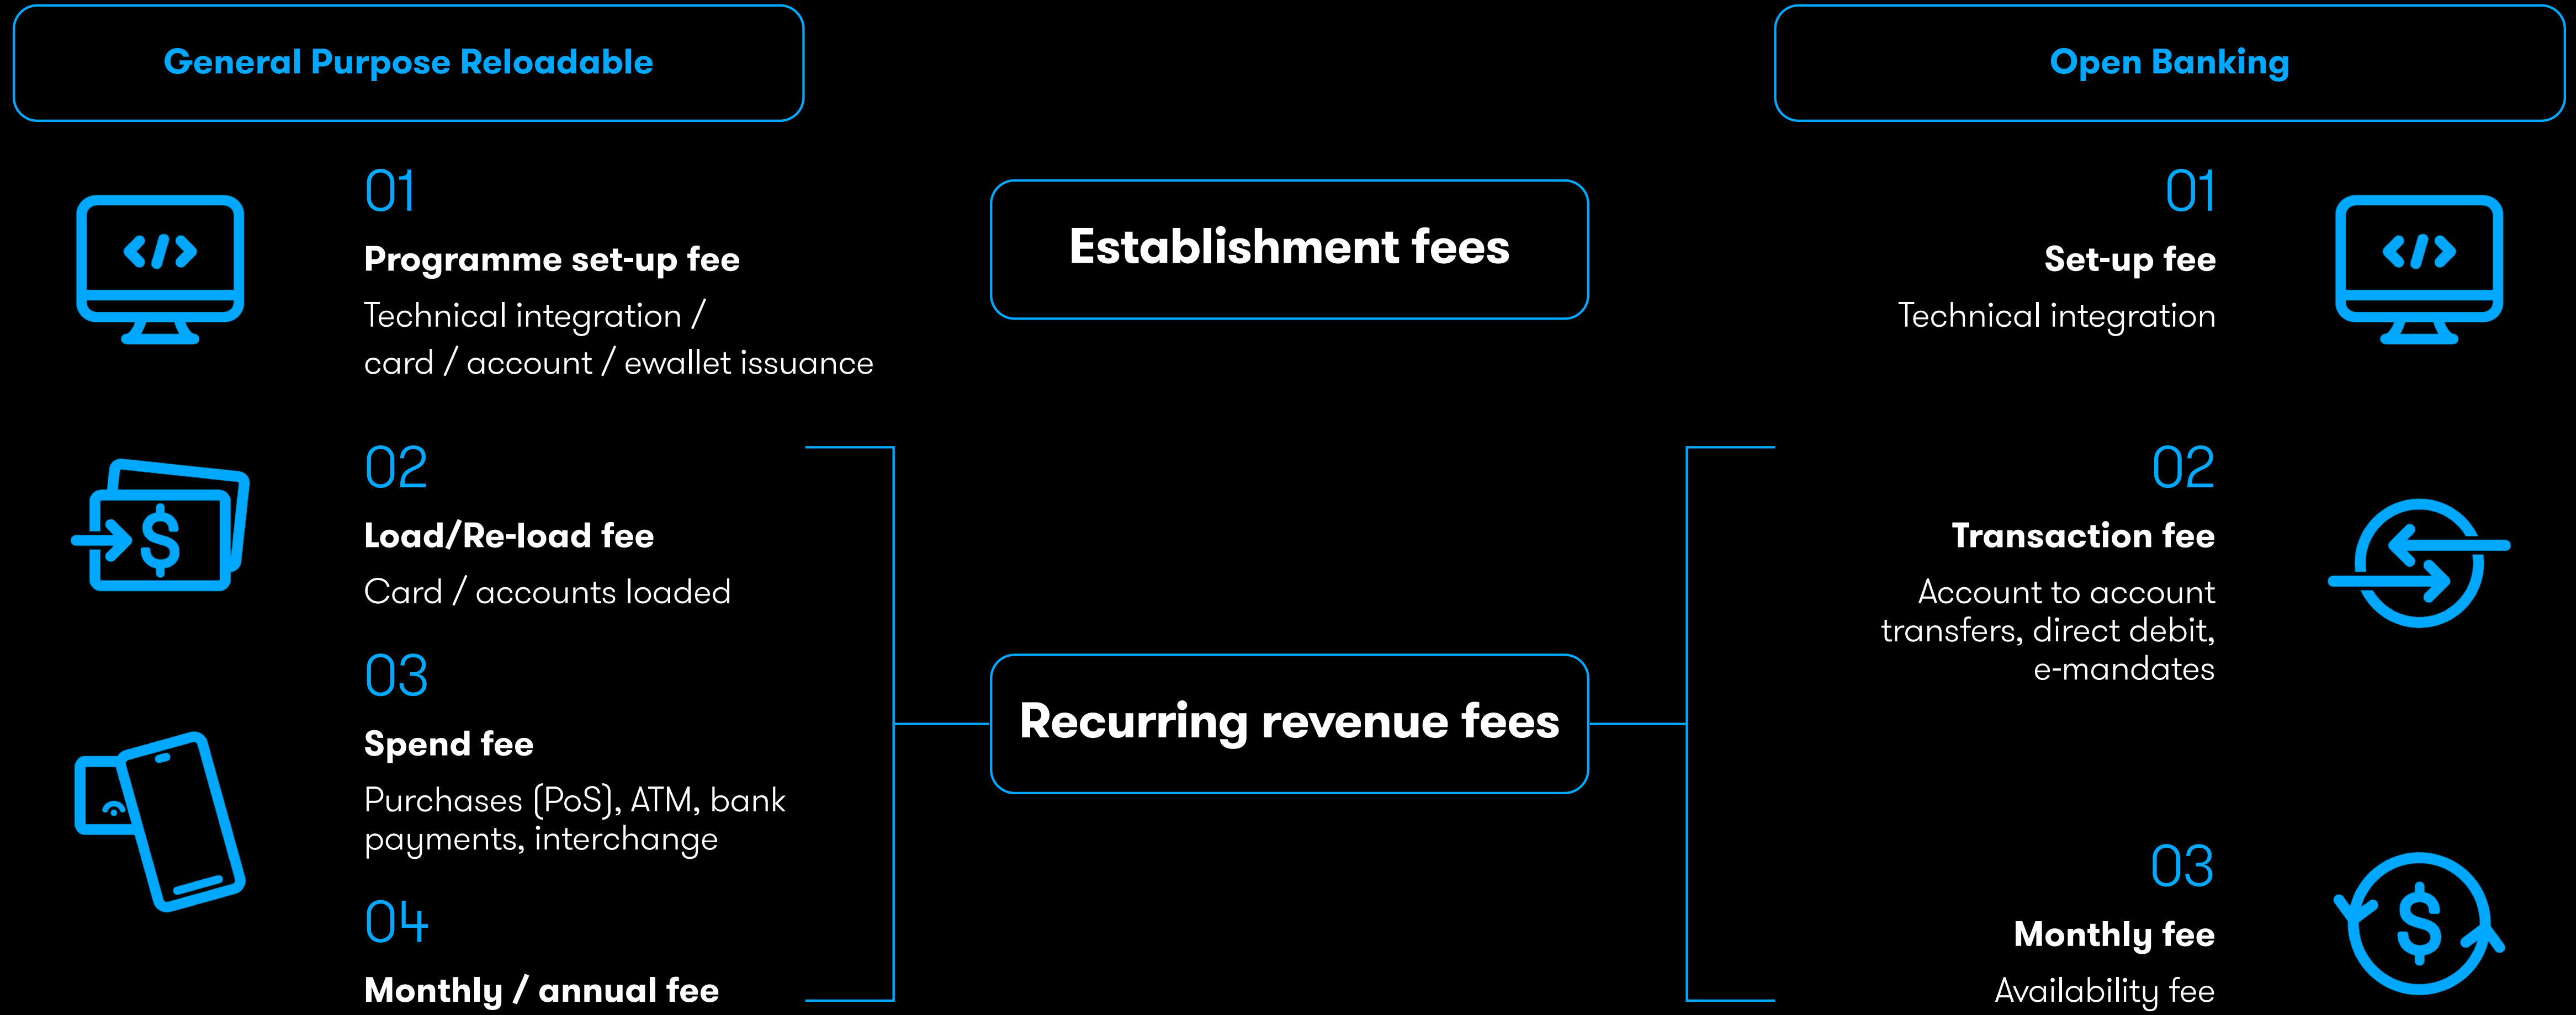 General Purpose Reloadable
01
Programme set-up fee
Technical integration /
card / account / ewallet issuance
02
Load/Re-load fee
Card / accounts loaded
03
Spend fee
Purchases (PoS), ATM, bank
payments, interchange
04
Monthly / annual fee
Establishment fees
Recurring revenue fees
Open Banking
01
Set-up fee
Technical integration
02
Transaction fee
Account to account
transfers, direct debit,
e-mandates
03
Monthly fee
Availability fee